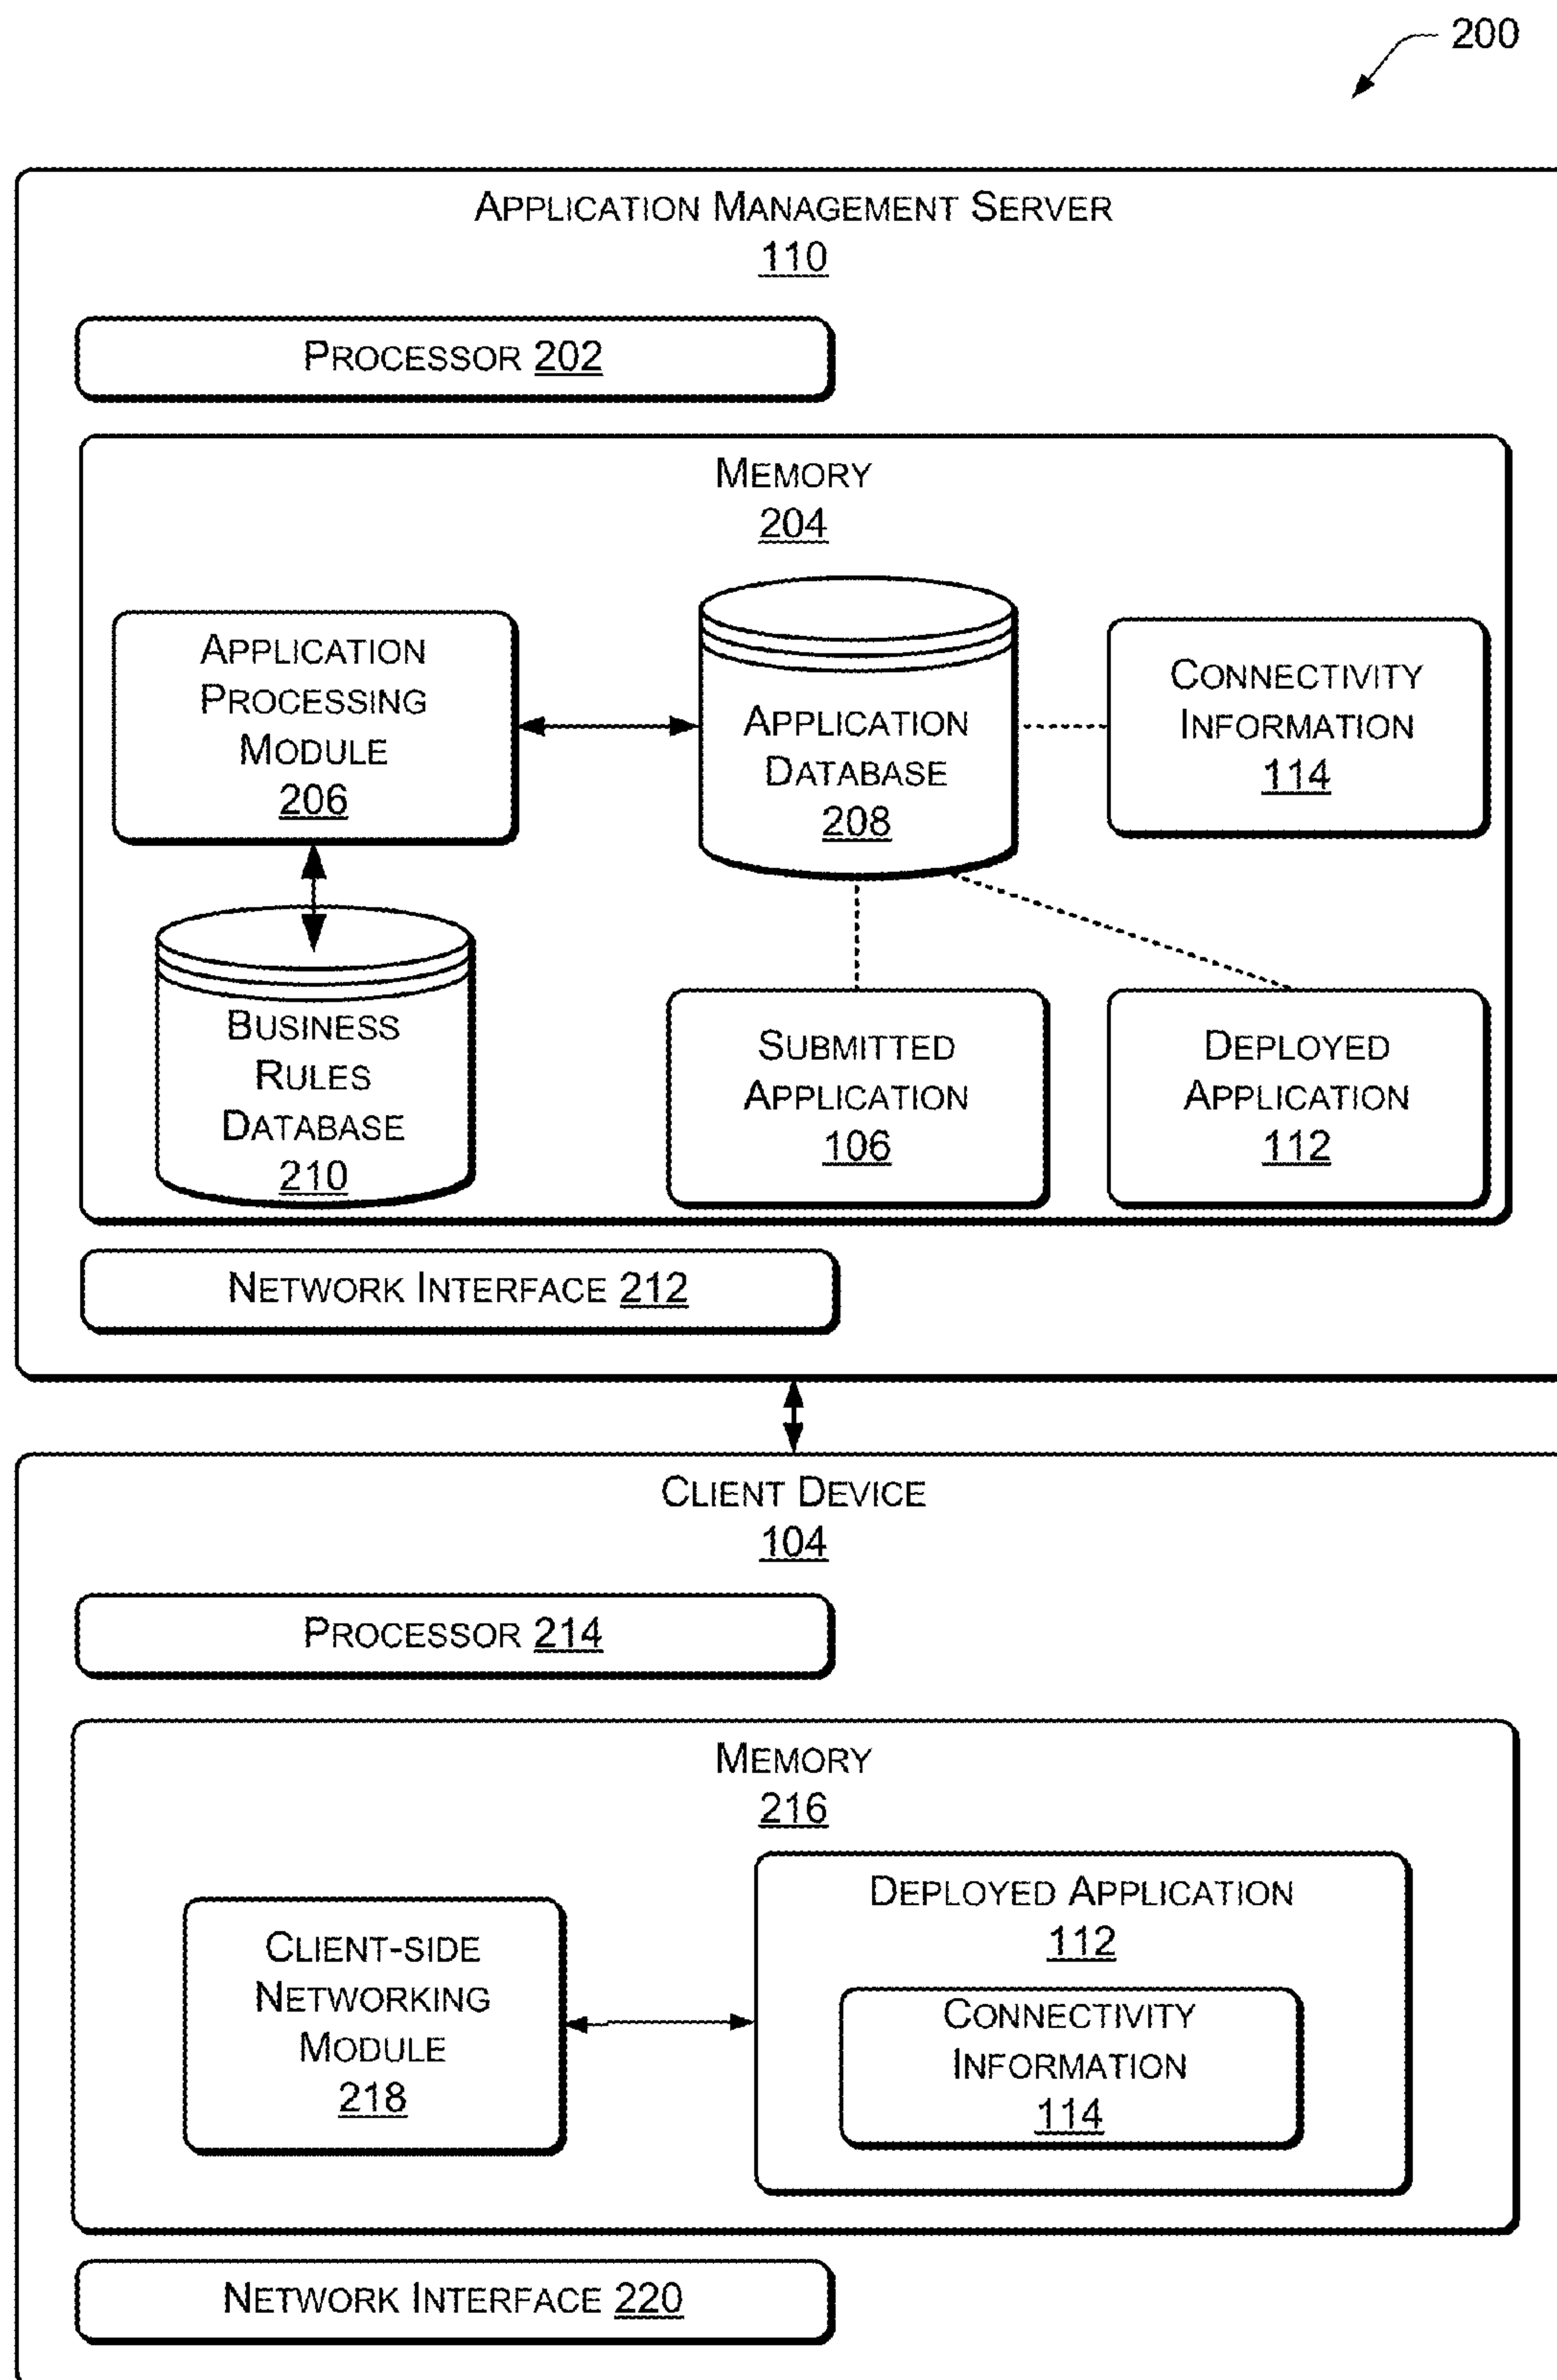 200
APPLICATION MANAGEMENT SERVER
110
PROCESSOR 202
MEMORY
204
APPLICATION
PROCESSING
MODULE
206
APPLICATION
DATABASE
208
CONNECTIVITY
INFORMATION
114
BUSINESS
RULES
DATABASE
210
SUBMITTED
APPLICATION
106
DEPLOYED
APPLICATION
112
NETWORK INTERFACE 212
CLIENT DEVICE
104
PROCESSOR 214
MEMORY
216
CLIENT-SIDE
NETWORKING
MODULE
218
DEPLOYED APPLICATION
112
CONNECTIVITY
INFORMATION
114
NETWORK INTERFACE 220